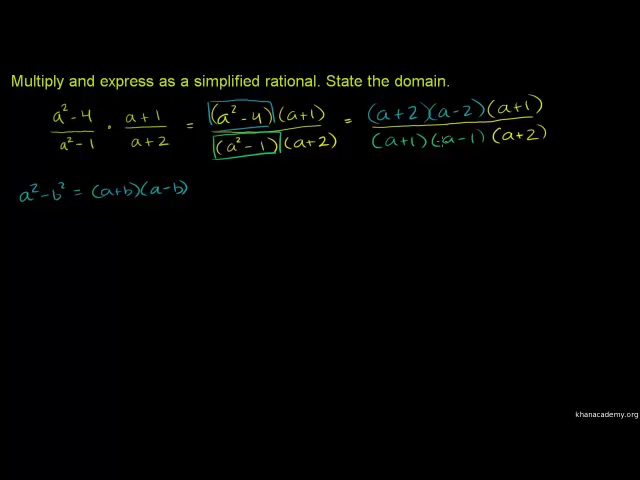 Multiply and express as a simplified rational. State the domain.
a² - 4 / a² - 1 · a + 1 / a + 2 = (a² - 4)(a + 1) / (a² - 1)(a + 2) = (a + 2)(a - 2)(a + 1) / (a + 1)(a - 1)(a + 2)
a² - b² = (a + b)(a - b)
khanacademy.org